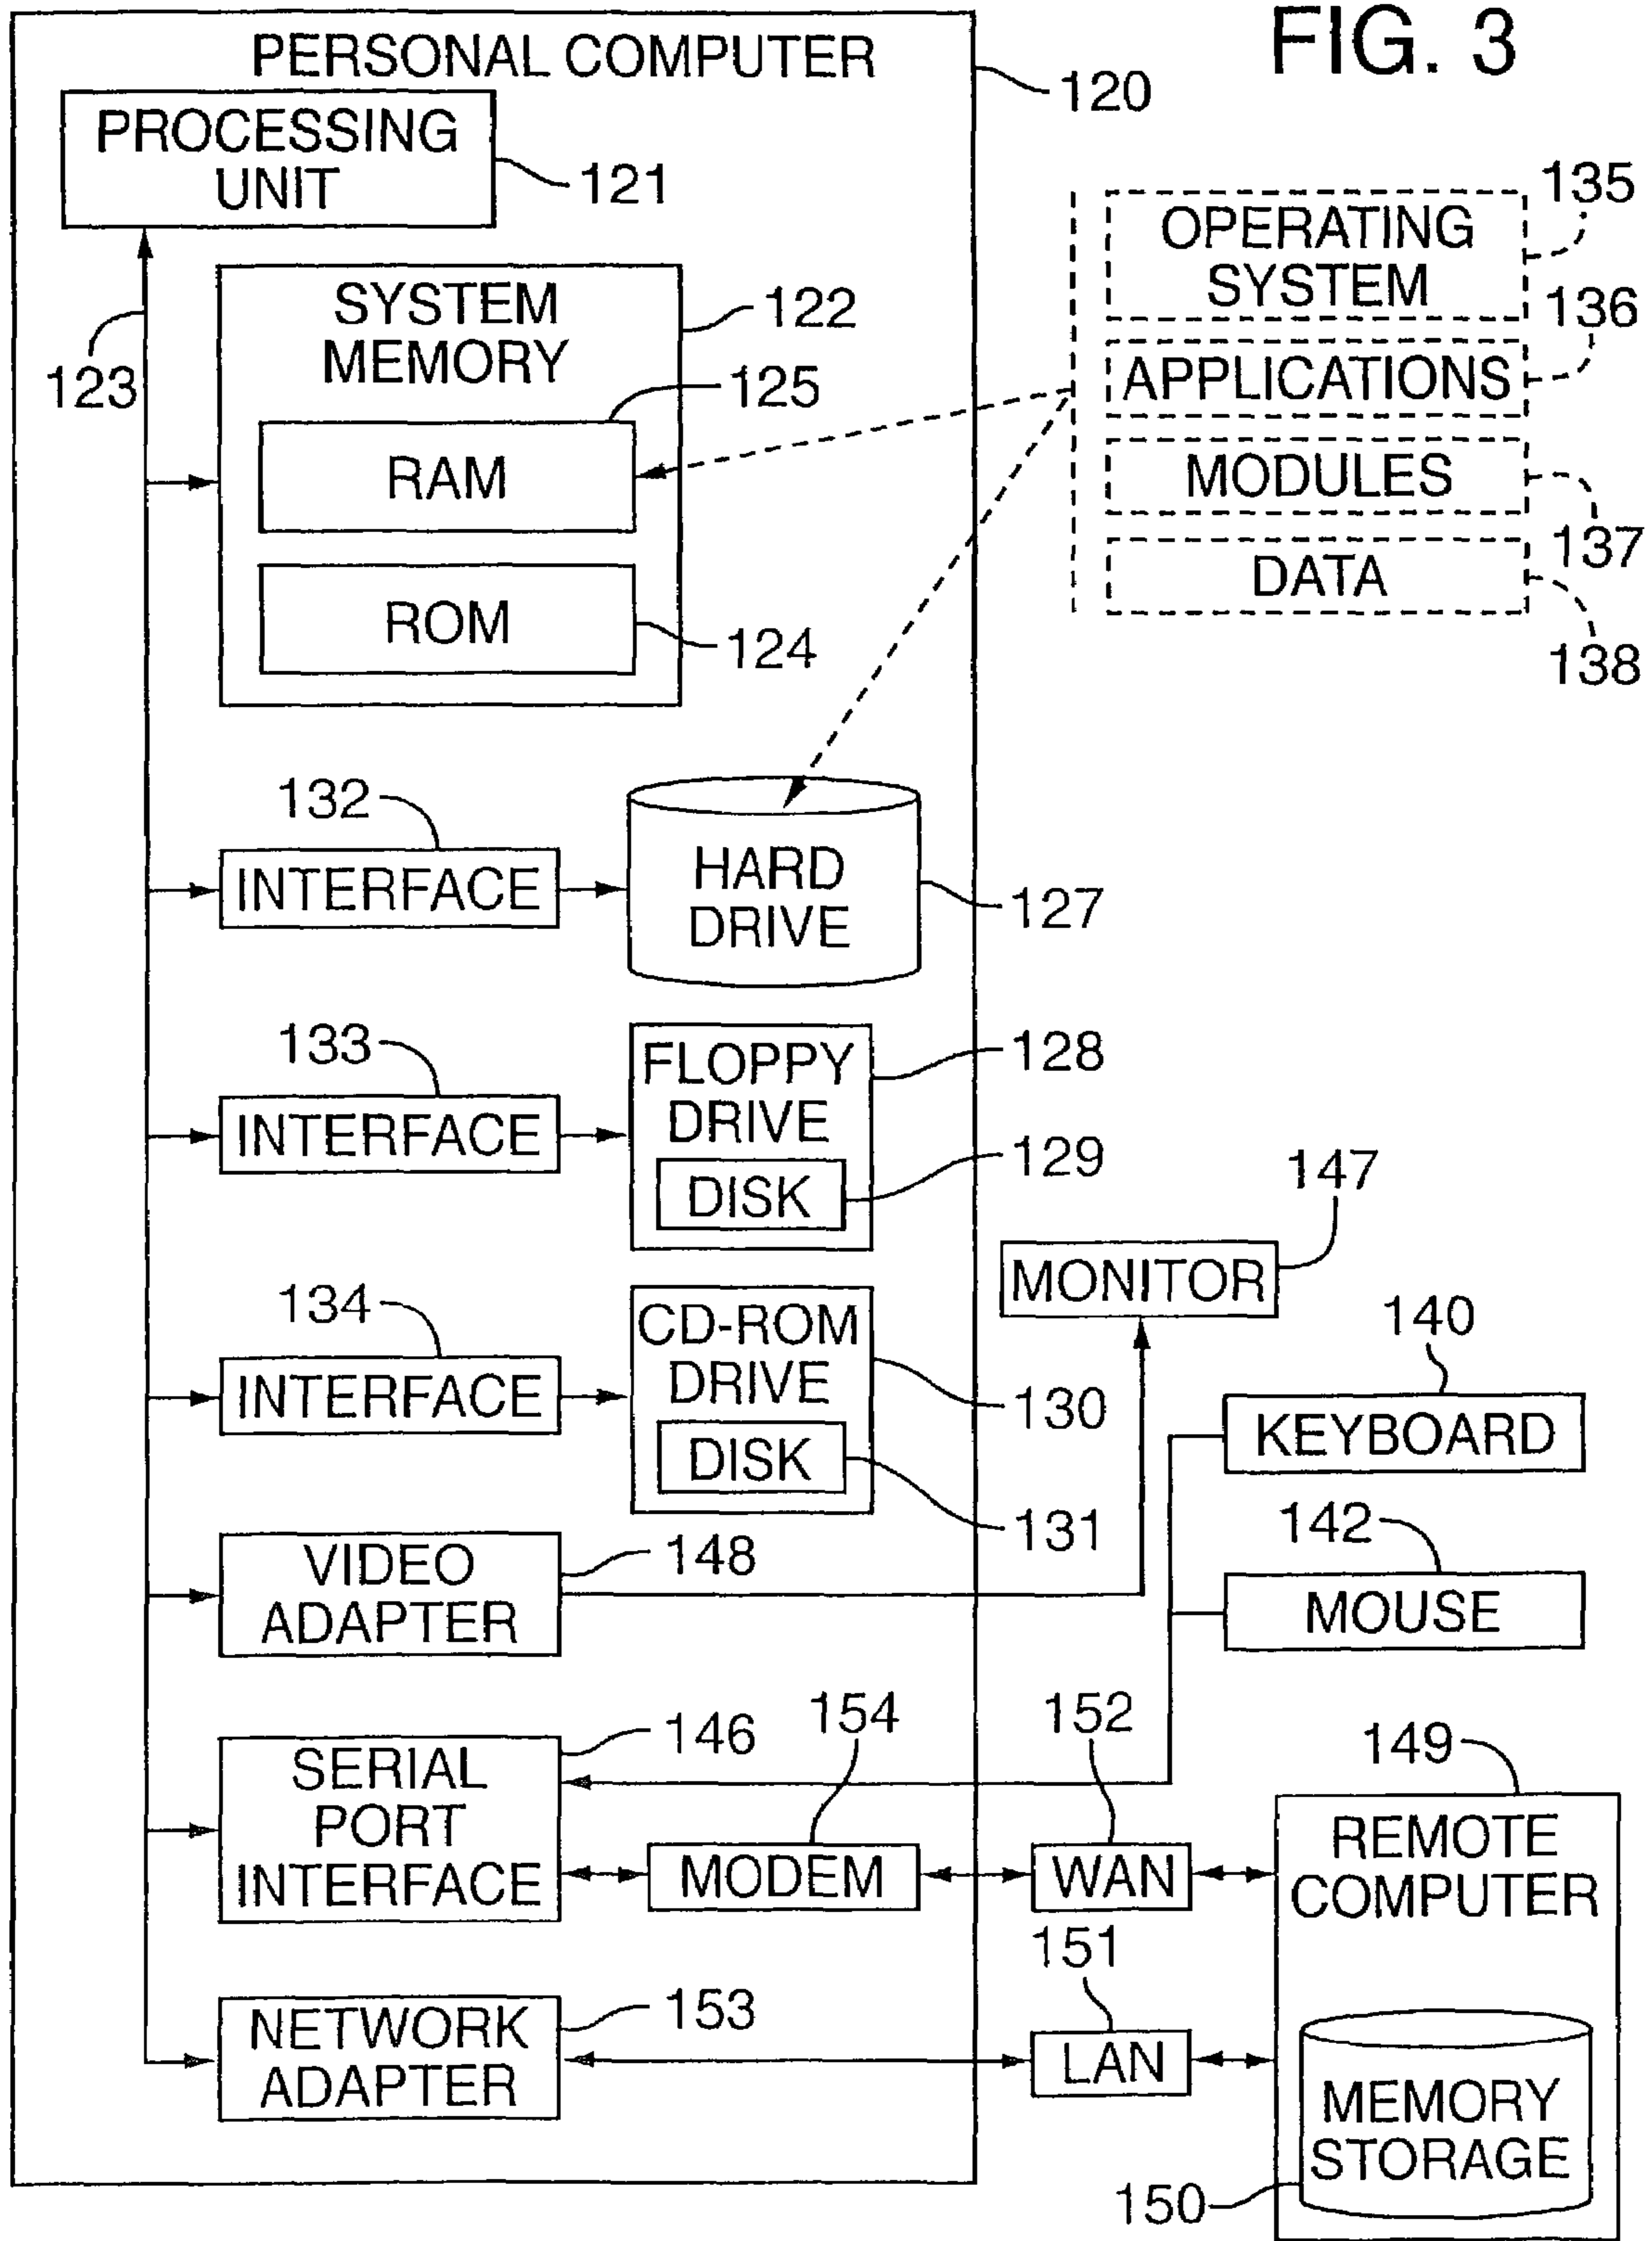 FIG. 3
PERSONAL COMPUTER
120
PROCESSING
UNIT
121
123
SYSTEM
MEMORY
122
125
RAM
ROM
124
OPERATING
SYSTEM
135
APPLICATIONS
136
MODULES
137
DATA
138
132
INTERFACE
HARD
DRIVE
127
133
INTERFACE
FLOPPY
DRIVE
128
DISK
129
134
INTERFACE
CD-ROM
DRIVE
130
DISK
131
147
MONITOR
140
KEYBOARD
142
MOUSE
VIDEO
ADAPTER
148
SERIAL
PORT
INTERFACE
146
154
MODEM
152
WAN
149
REMOTE
COMPUTER
NETWORK
ADAPTER
153
151
LAN
MEMORY
STORAGE
150